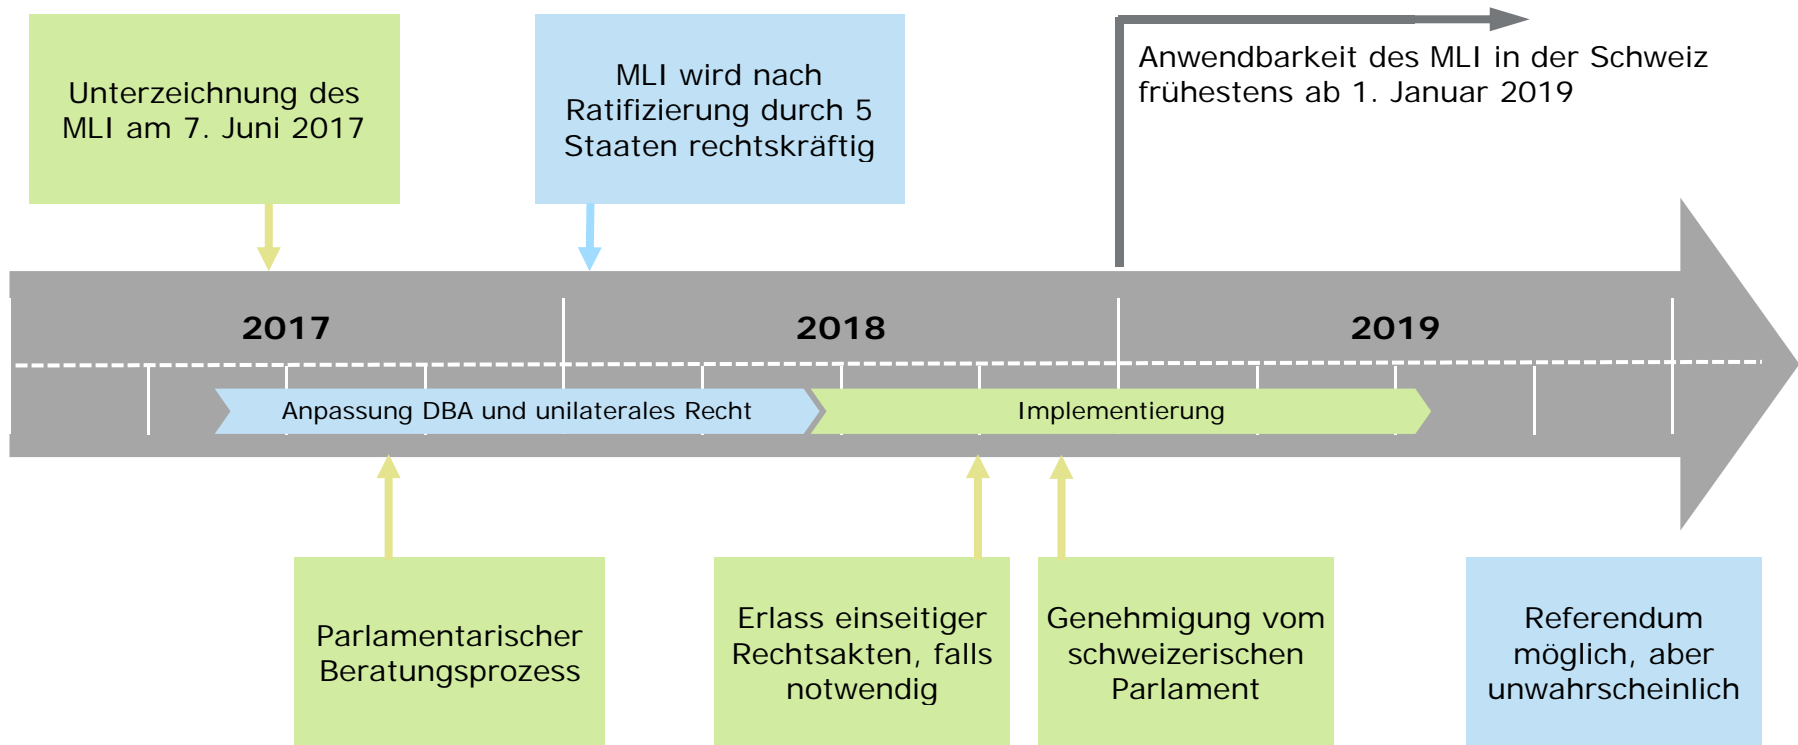 Unterzeichnung des
MLI am 7. Juni 2017
MLI wird nach
Ratifizierung durch 5
Staaten rechtskräftig
Anwendbarkeit des MLI in der Schweiz
frühestens ab 1. Januar 2019
2017
2018
2019
Anpassung DBA und unilaterales Recht
Implementierung
Parlamentarischer
Beratungsprozess
Erlass einseitiger
Rechtsakten, falls
notwendig
Genehmigung vom
schweizerischen
Parlament
Referendum
möglich, aber
unwahrscheinlich